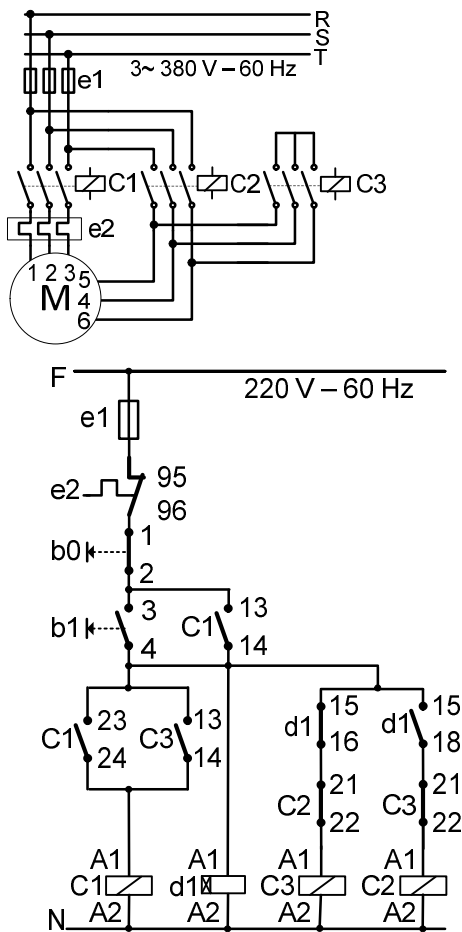 R
S
T
3~ 380 V – 60 Hz
e1
C1 C2 C3
e2
1 2 3 5
M 4
6
F
220 V – 60 Hz
e1
95
e2
96
1
b0
2
3 13
b1 C1
4 14
23 13 15 15
C1 C3 d1 d1
24 14 16 18
21 21
C2 C3
22 22
A1 A1 A1 A1
C1 d1 C3 C2
A2 A2 A2 A2
N